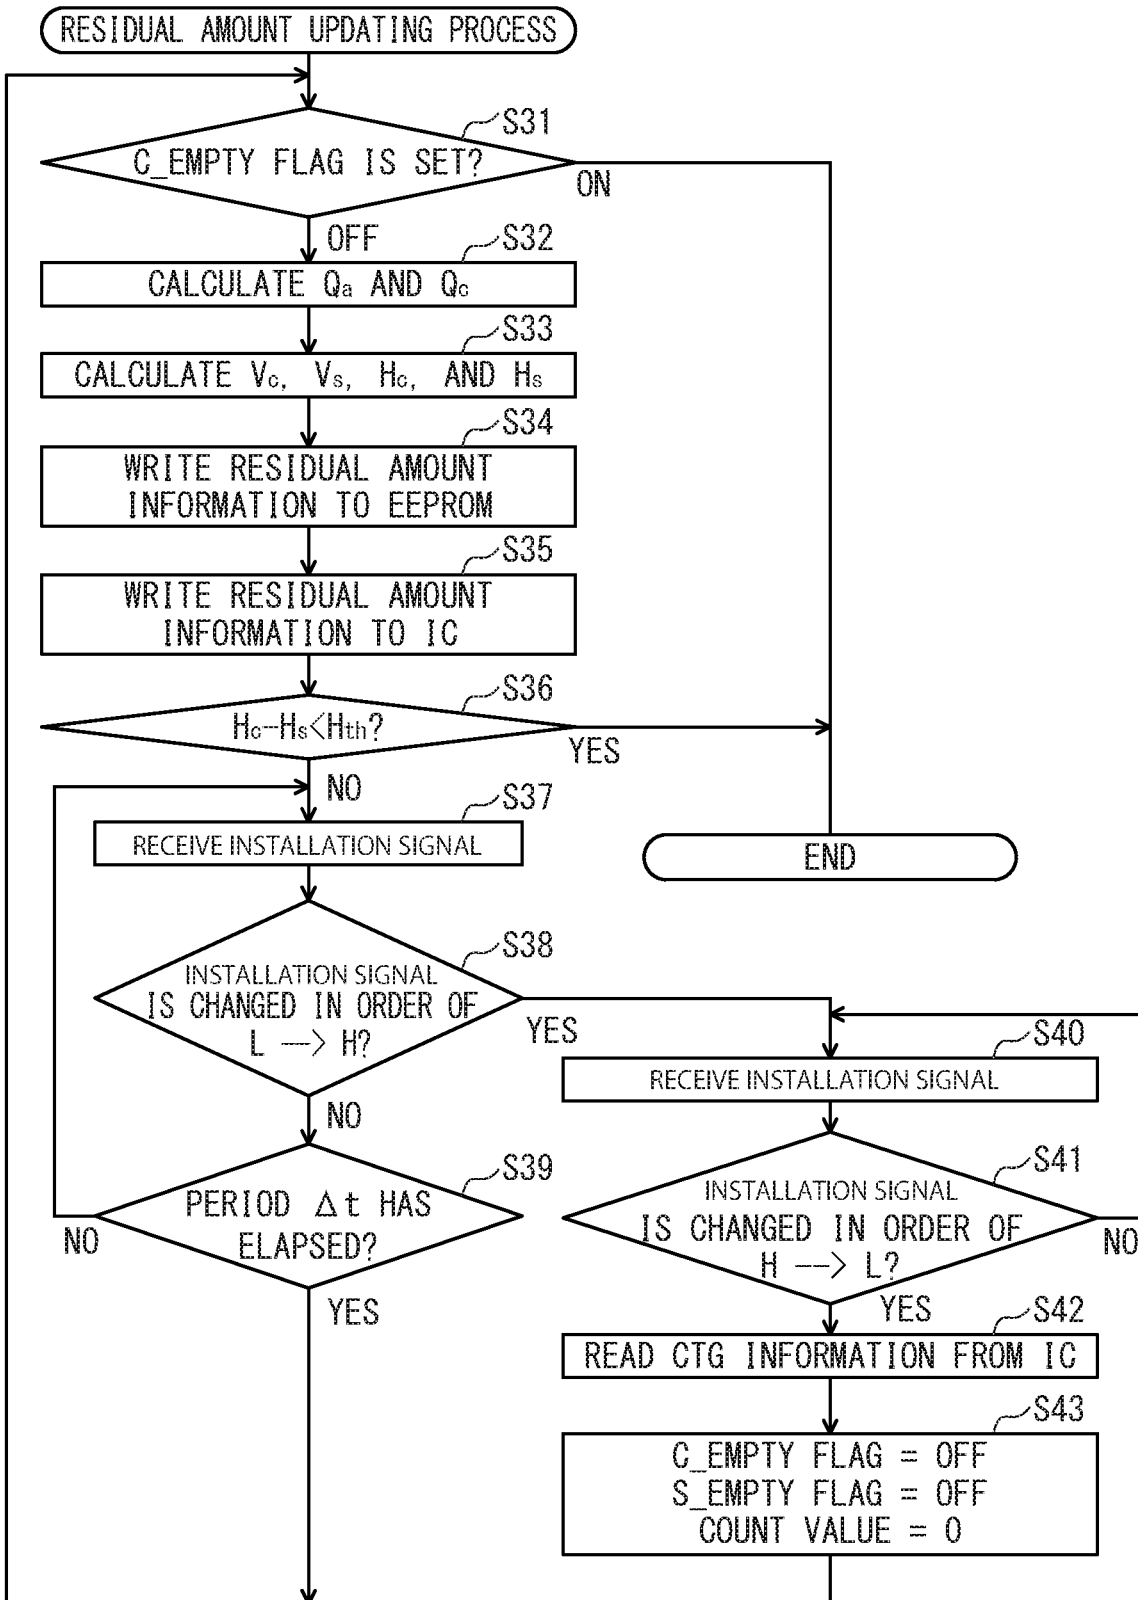 RESIDUAL AMOUNT UPDATING PROCESS
S31
C_EMPTY FLAG IS SET?
ON
OFF
S32
CALCULATE Qa AND Qc
S33
CALCULATE Vc, Vs, Hc, AND Hs
S34
WRITE RESIDUAL AMOUNT
INFORMATION TO EEPROM
S35
WRITE RESIDUAL AMOUNT
INFORMATION TO IC
S36
Hc-Hs<Hth?
YES
NO
S37
RECEIVE INSTALLATION SIGNAL
END
S38
INSTALLATION SIGNAL
IS CHANGED IN ORDER OF
L --> H?
YES
NO
S39
PERIOD Δt HAS
ELAPSED?
NO
YES
S40
RECEIVE INSTALLATION SIGNAL
S41
INSTALLATION SIGNAL
IS CHANGED IN ORDER OF
H --> L?
NO
YES
S42
READ CTG INFORMATION FROM IC
S43
C_EMPTY FLAG = OFF
S_EMPTY FLAG = OFF
COUNT VALUE = 0